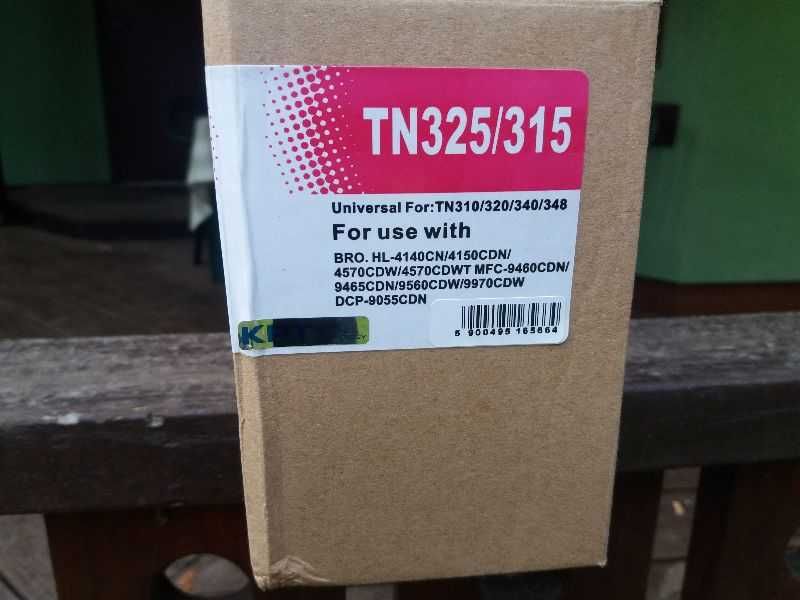 TN325/315
Universal For:TN310/320/340/348
For use with
BRO. HL-4140CN/4150CDN/
4570CDW/4570CDWT MFC-9460CDN/
9465CDN/9560CDW/9970CDW
DCP-9055CDN
5 900495 165664